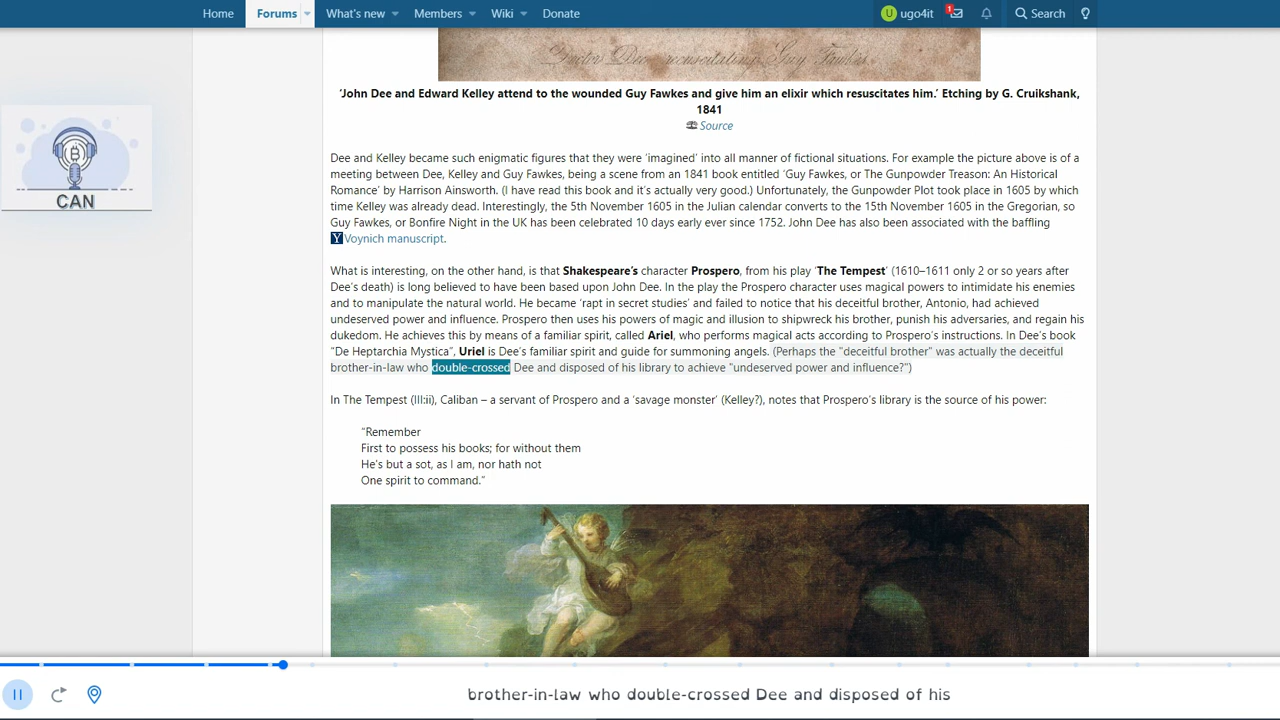 Home Forums What's new Members Wiki Donate U ugo4it 1 Search
Doctor Dee resuscitating Guy Faukes
'John Dee and Edward Kelley attend to the wounded Guy Fawkes and give him an elixir which resuscitates him.' Etching by G. Cruikshank,
1841
Source
CAN
Dee and Kelley became such enigmatic figures that they were 'imagined' into all manner of fictional situations. For example the picture above is of a
meeting between Dee, Kelley and Guy Fawkes, being a scene from an 1841 book entitled 'Guy Fawkes, or The Gunpowder Treason: An Historical
Romance' by Harrison Ainsworth. (I have read this book and it's actually very good.) Unfortunately, the Gunpowder Plot took place in 1605 by which
time Kelley was already dead. Interestingly, the 5th November 1605 in the Julian calendar converts to the 15th November 1605 in the Gregorian, so
Guy Fawkes, or Bonfire Night in the UK has been celebrated 10 days early ever since 1752. John Dee has also been associated with the baffling
Y Voynich manuscript.
What is interesting, on the other hand, is that Shakespeare's character Prospero, from his play 'The Tempest' (1610–1611 only 2 or so years after
Dee's death) is long believed to have been based upon John Dee. In the play the Prospero character uses magical powers to intimidate his enemies
and to manipulate the natural world. He became 'rapt in secret studies' and failed to notice that his deceitful brother, Antonio, had achieved
undeserved power and influence. Prospero then uses his powers of magic and illusion to shipwreck his brother, punish his adversaries, and regain his
dukedom. He achieves this by means of a familiar spirit, called Ariel, who performs magical acts according to Prospero's instructions. In Dee's book
"De Heptarchia Mystica", Uriel is Dee's familiar spirit and guide for summoning angels. (Perhaps the "deceitful brother" was actually the deceitful
brother-in-law who double-crossed Dee and disposed of his library to achieve "undeserved power and influence?")
In The Tempest (III:ii), Caliban – a servant of Prospero and a 'savage monster' (Kelley?), notes that Prospero's library is the source of his power:
"Remember
First to possess his books; for without them
He's but a sot, as I am, nor hath not
One spirit to command."
brother-in-law who double-crossed Dee and disposed of his